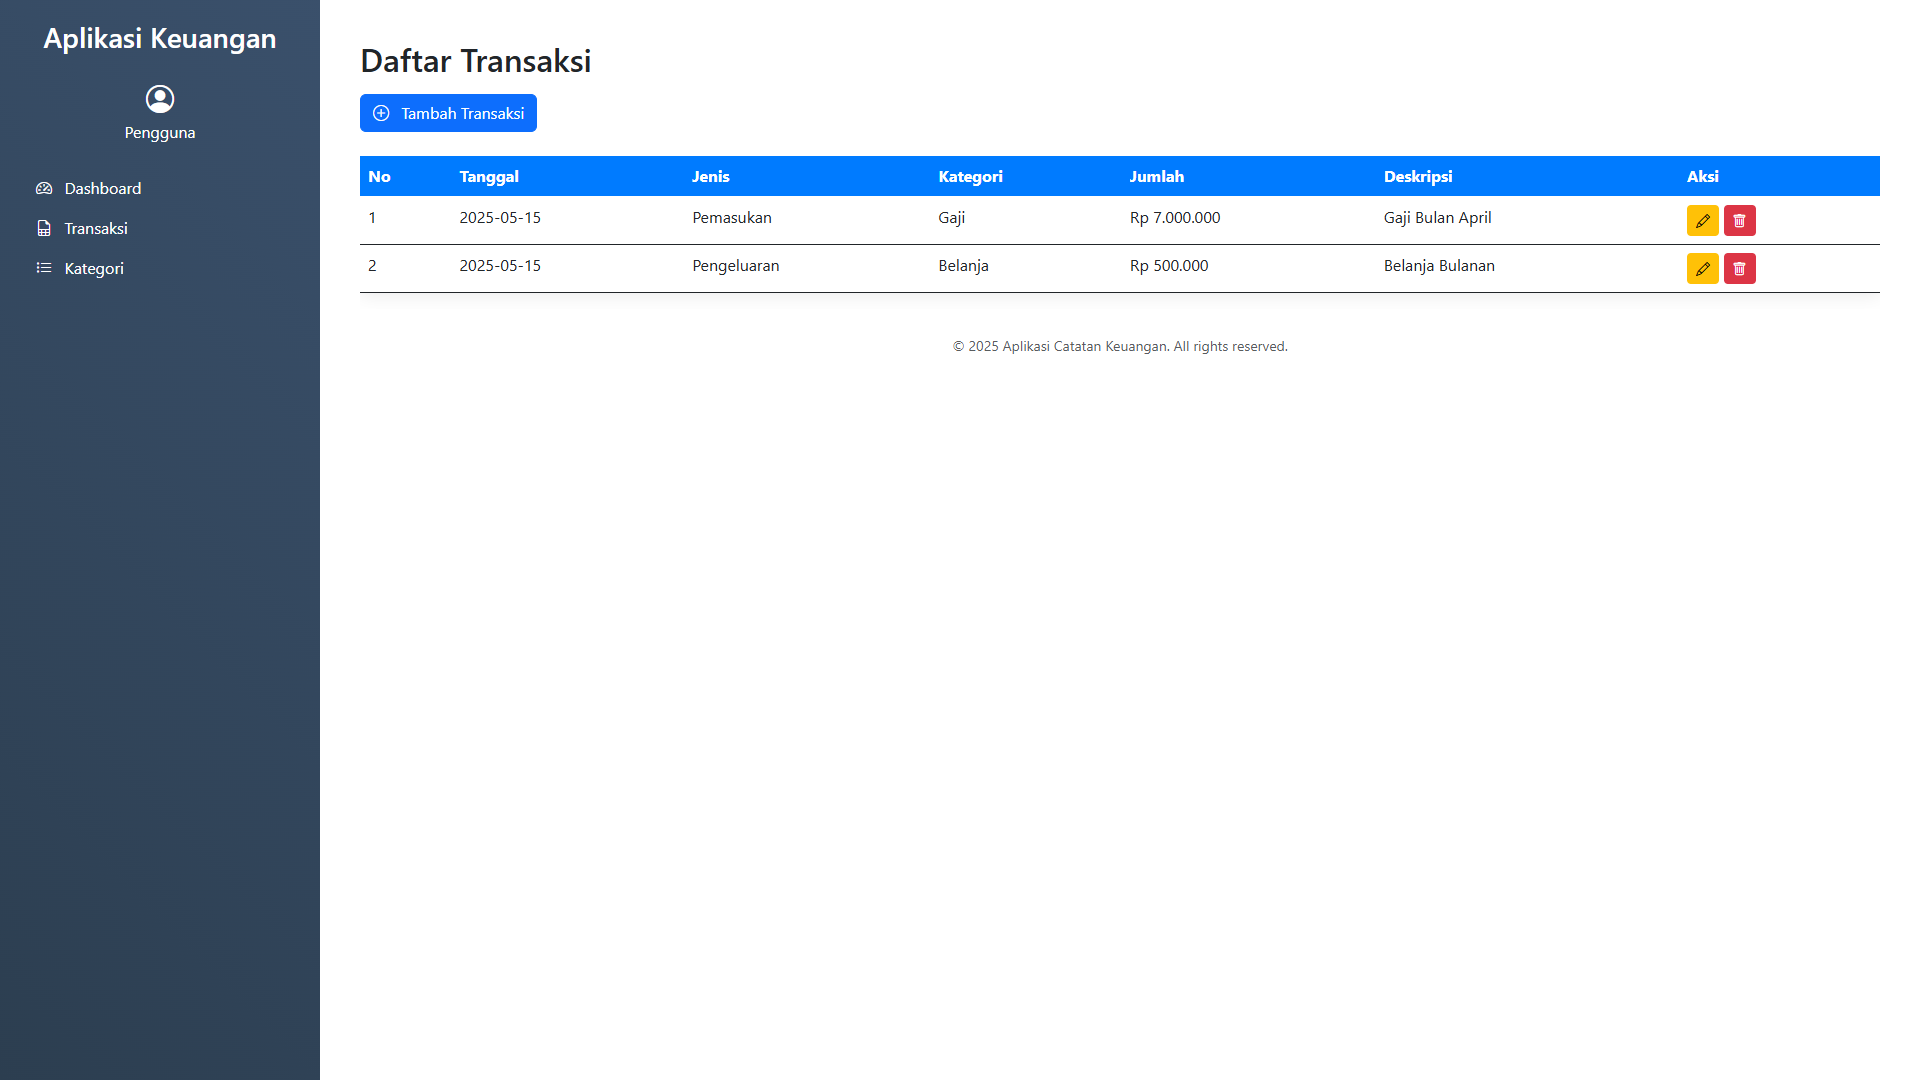 Aplikasi Keuangan
Pengguna
Dashboard
Transaksi
Kategori
Daftar Transaksi
Tambah Transaksi
No Tanggal Jenis Kategori Jumlah Deskripsi Aksi
1 2025-05-15 Pemasukan Gaji Rp 7.000.000 Gaji Bulan April
2 2025-05-15 Pengeluaran Belanja Rp 500.000 Belanja Bulanan
© 2025 Aplikasi Catatan Keuangan. All rights reserved.